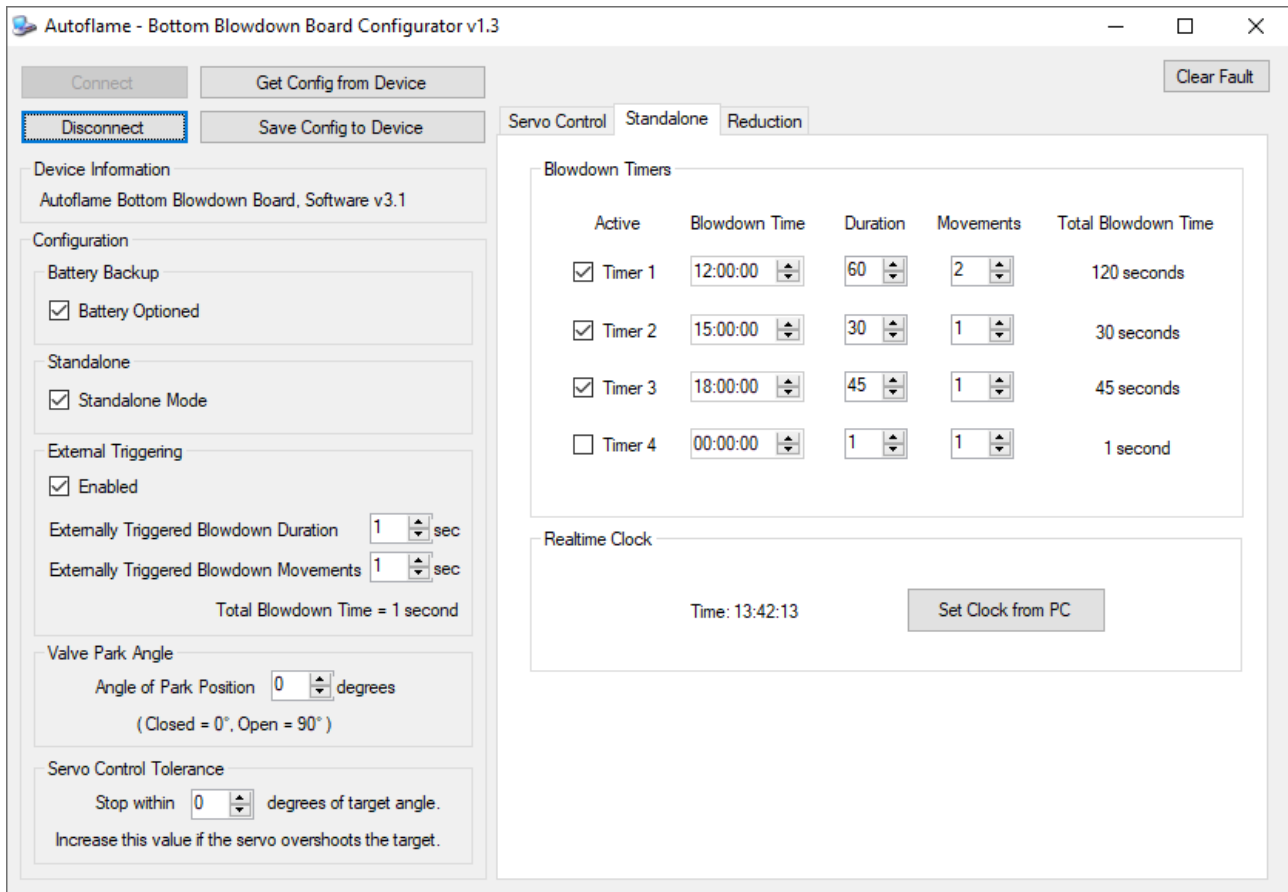 Autoflame - Bottom Blowdown Board Configurator v1.3
Connect
Get Config from Device
Clear Fault
Disconnect
Save Config to Device
Servo Control Standalone Reduction
Device Information
Autoflame Bottom Blowdown Board, Software v3.1
Configuration
Battery Backup
Battery Optioned
Standalone
Standalone Mode
External Triggering
Enabled
Externally Triggered Blowdown Duration 1 sec
Externally Triggered Blowdown Movements 1 sec
Total Blowdown Time = 1 second
Valve Park Angle
Angle of Park Position 0 degrees
( Closed = 0°, Open = 90° )
Servo Control Tolerance
Stop within 0 degrees of target angle.
Increase this value if the servo overshoots the target.
Blowdown Timers
Active Blowdown Time Duration Movements Total Blowdown Time
Timer 1 12:00:00 60 2 120 seconds
Timer 2 15:00:00 30 1 30 seconds
Timer 3 18:00:00 45 1 45 seconds
Timer 4 00:00:00 1 1 1 second
Realtime Clock
Time: 13:42:13 Set Clock from PC